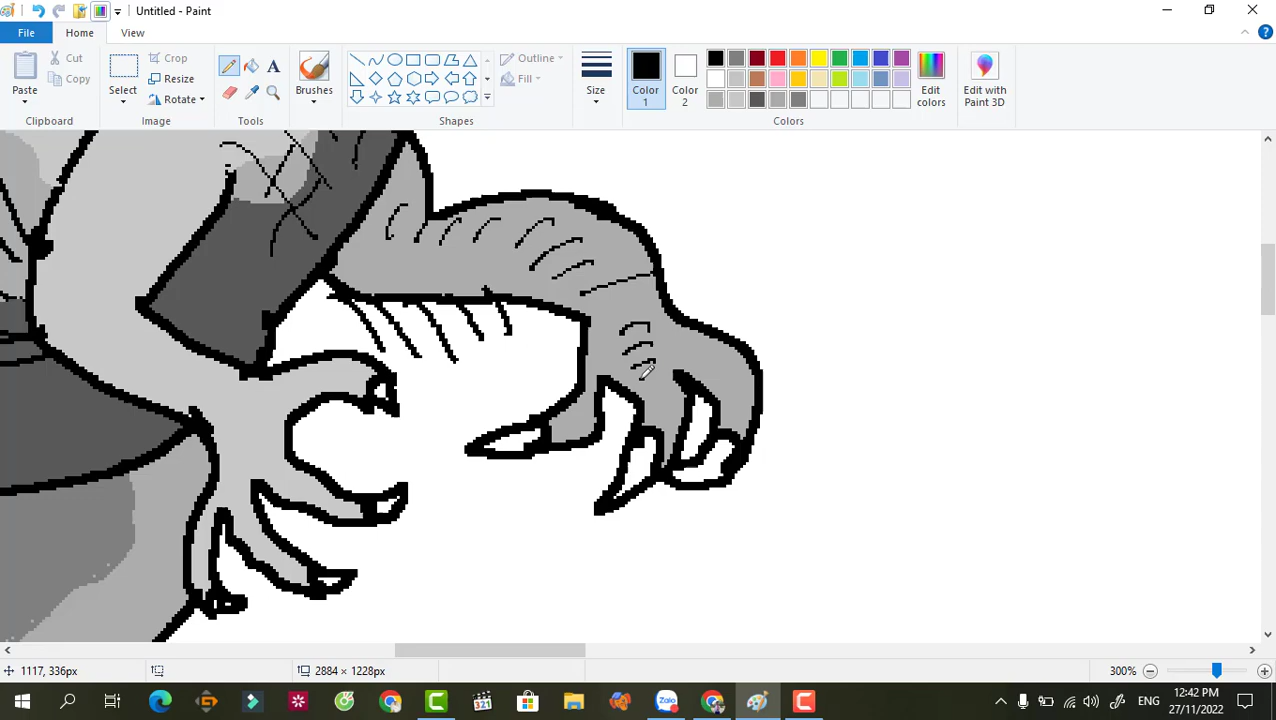 Untitled - Paint
File Home View
Paste
Cut
Copy
Clipboard
Select
Crop
Resize
Rotate
Image
A
Tools
Brushes
Outline
Fill
Shapes
Size
Color 1
Color 2
Edit colors
Colors
Edit with Paint 3D
1117, 336px
2884 × 1228px
300%
321
Zalo
ENG
12:42 PM
27/11/2022